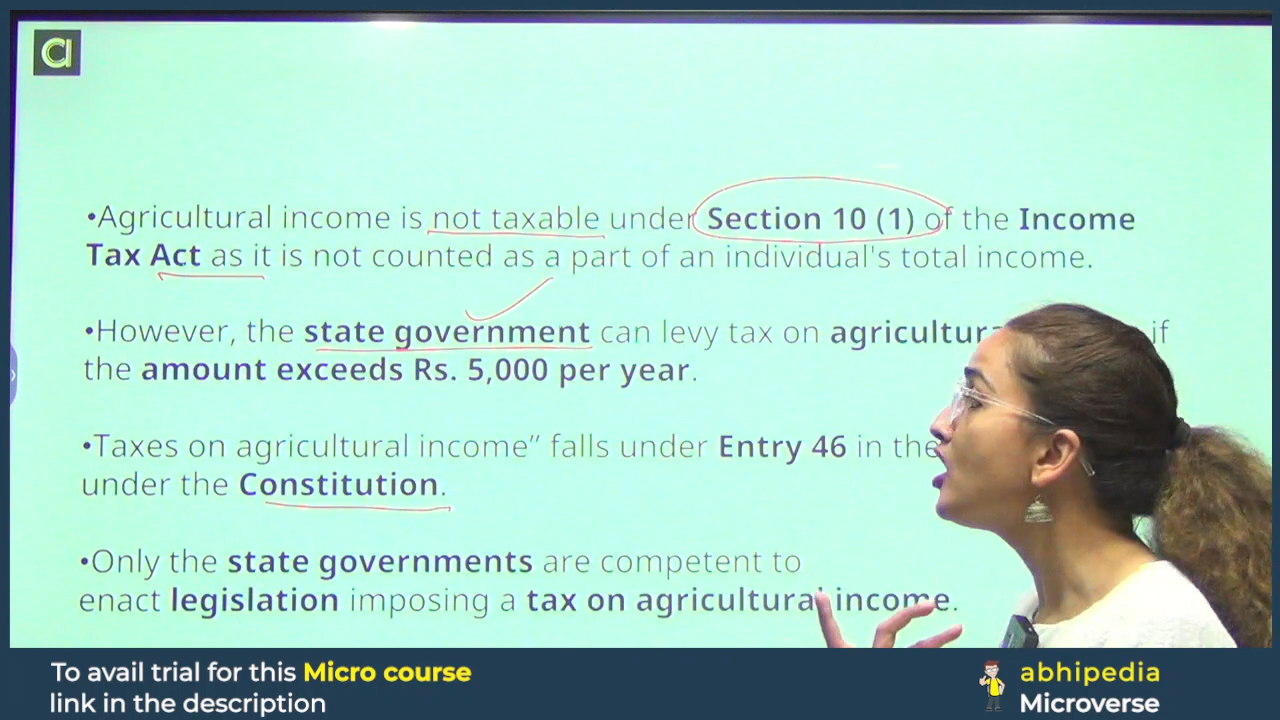 a
•Agricultural income is not taxable under Section 10 (1) of the Income
Tax Act as it is not counted as a part of an individual's total income.
•However, the state government can levy tax on agricultura if
the amount exceeds Rs. 5,000 per year.
•Taxes on agricultural income” falls under Entry 46 in the
under the Constitution.
•Only the state governments are competent to
enact legislation imposing a tax on agricultural income.
To avail trial for this Micro course
link in the description
abhipedia
Microverse